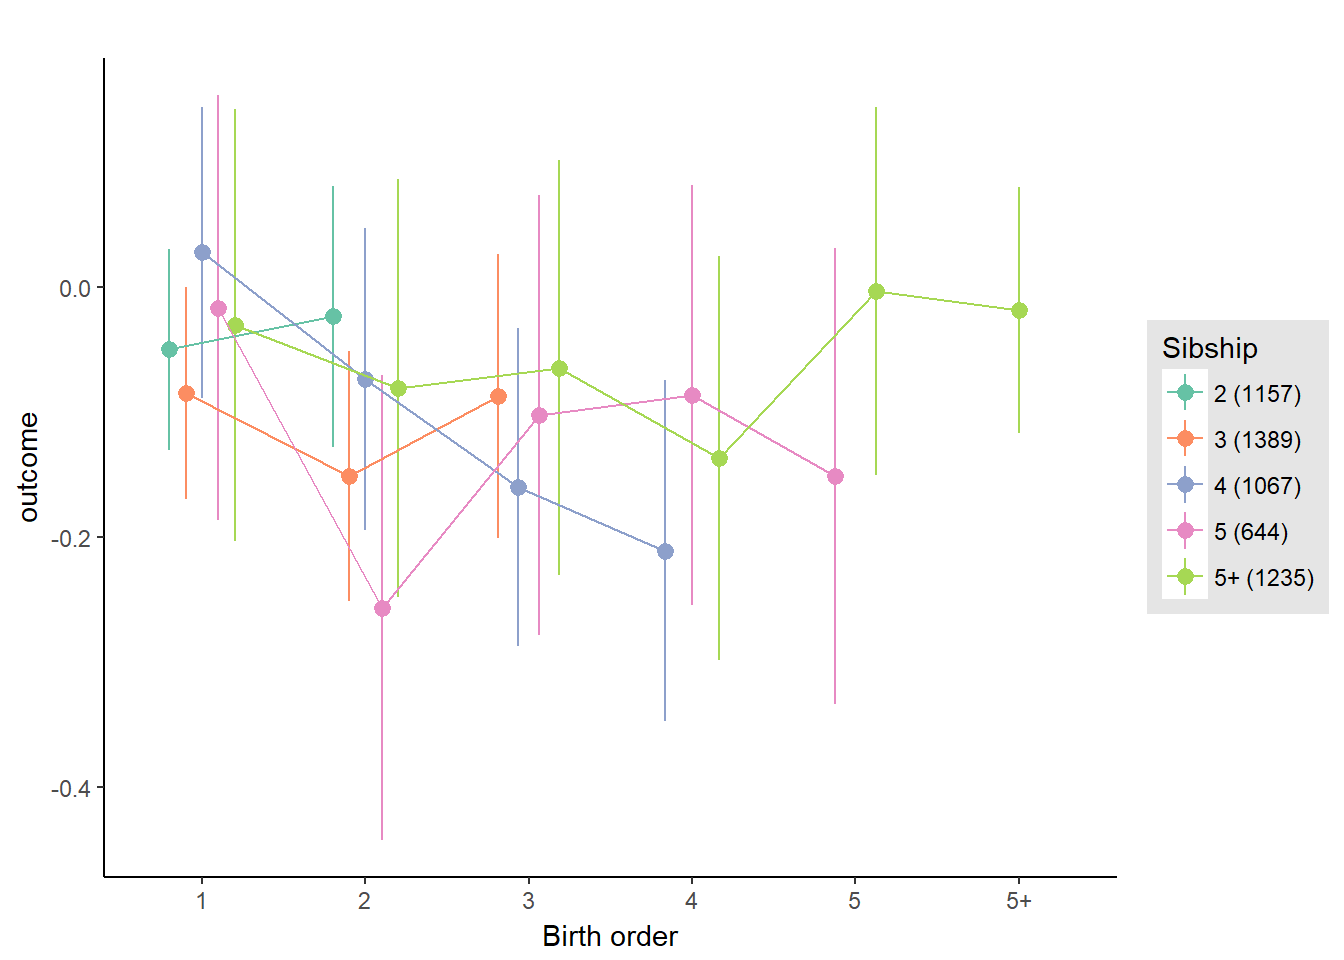 0.0
-0.2
-0.4
outcome
1 2 3 4 5 5+
Birth order
Sibship
2 (1157)
3 (1389)
4 (1067)
5 (644)
5+ (1235)